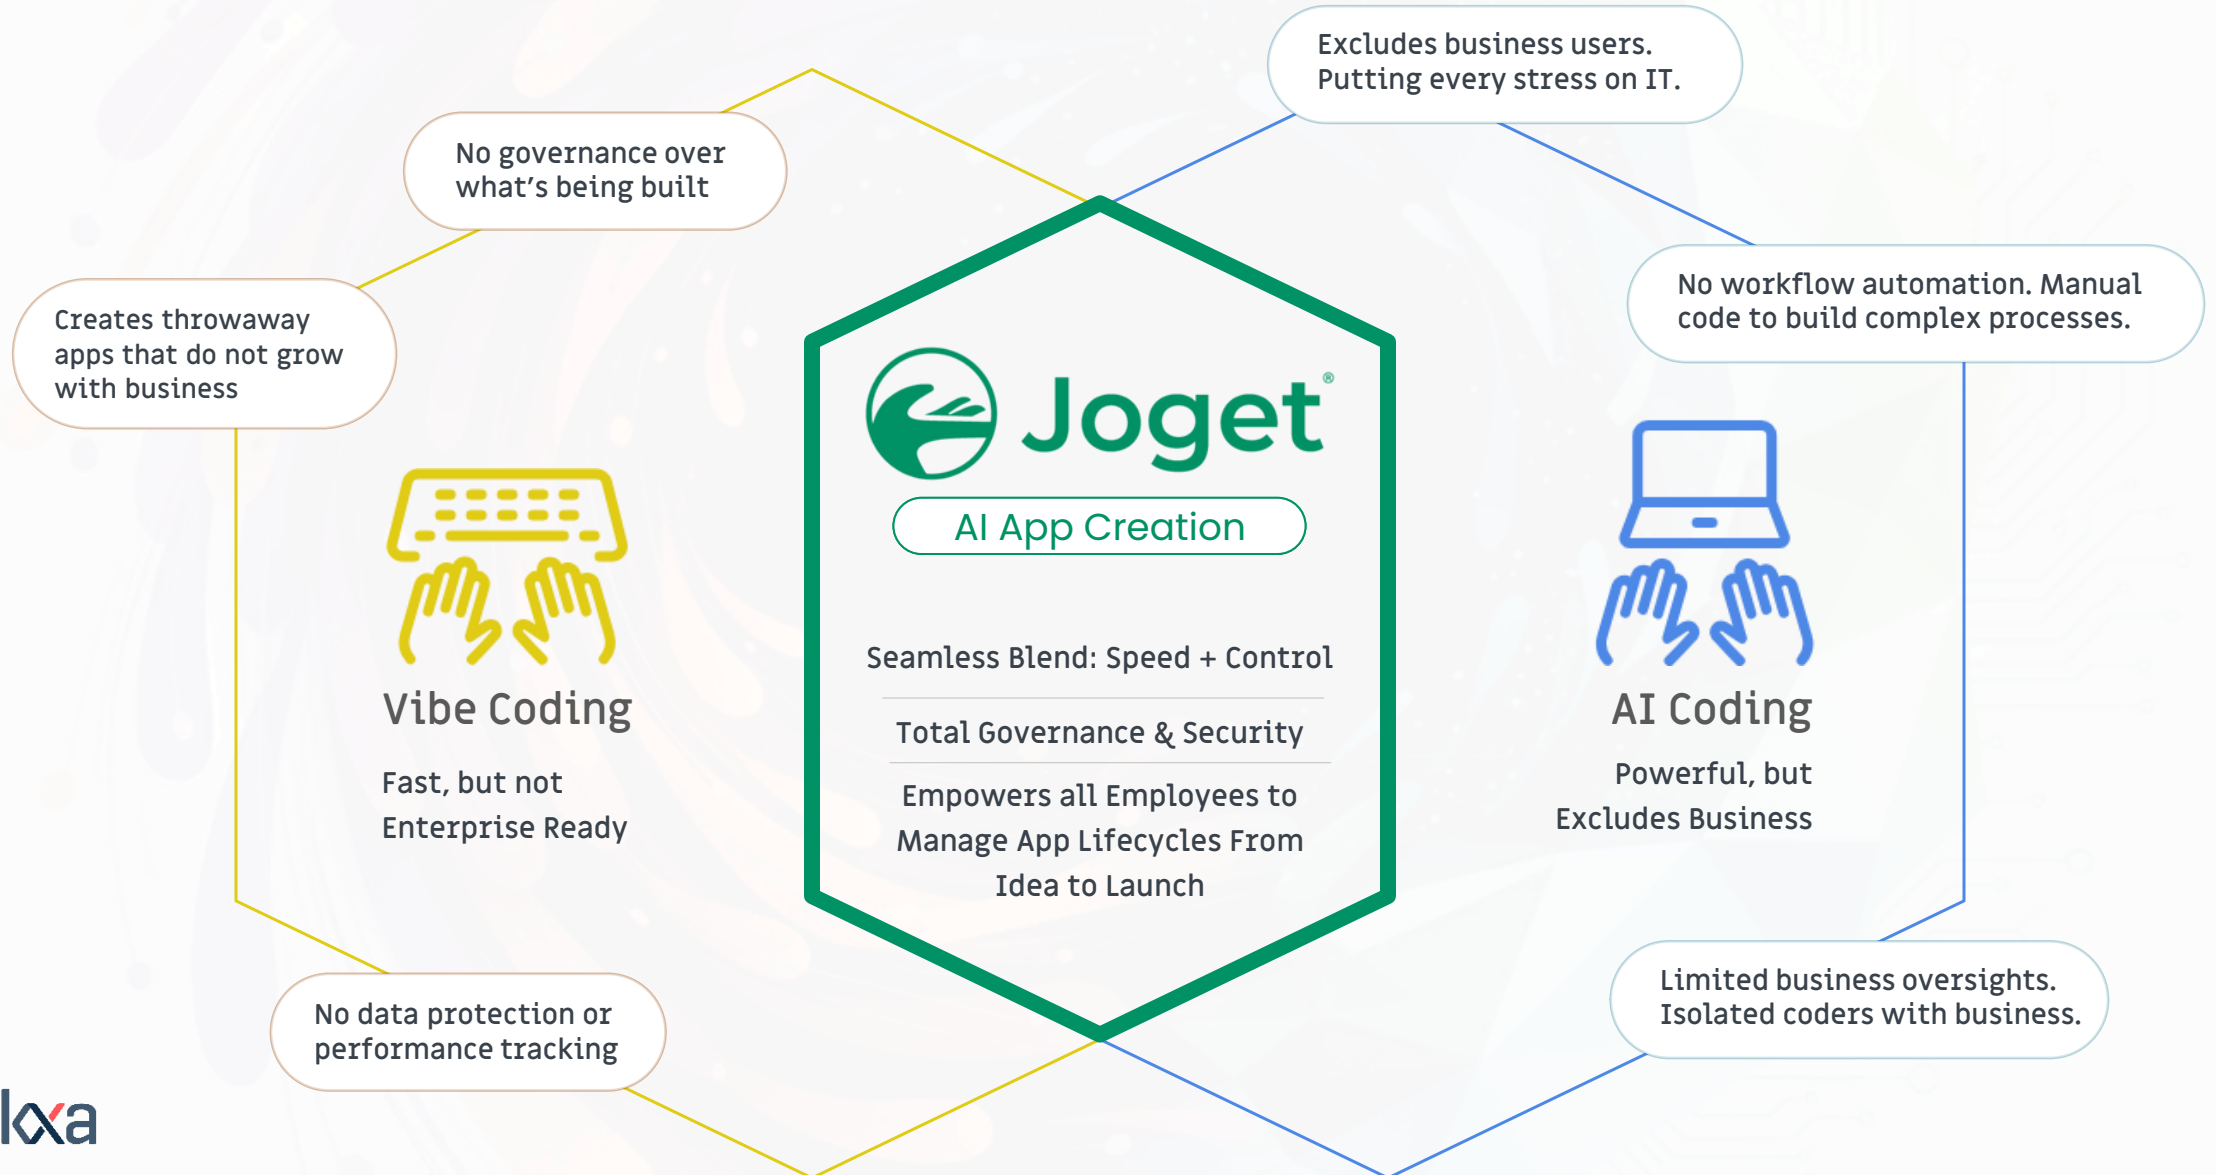 Excludes business users.
Putting every stress on IT.
No governance over
what's being built
No workflow automation. Manual
code to build complex processes.
Creates throwaway
apps that do not grow
with business
Joget®
AI App Creation
Seamless Blend: Speed + Control
Total Governance & Security
Empowers all Employees to
Manage App Lifecycles From
Idea to Launch
Vibe Coding
Fast, but not
Enterprise Ready
AI Coding
Powerful, but
Excludes Business
No data protection or
performance tracking
Limited business oversights.
Isolated coders with business.
kxa